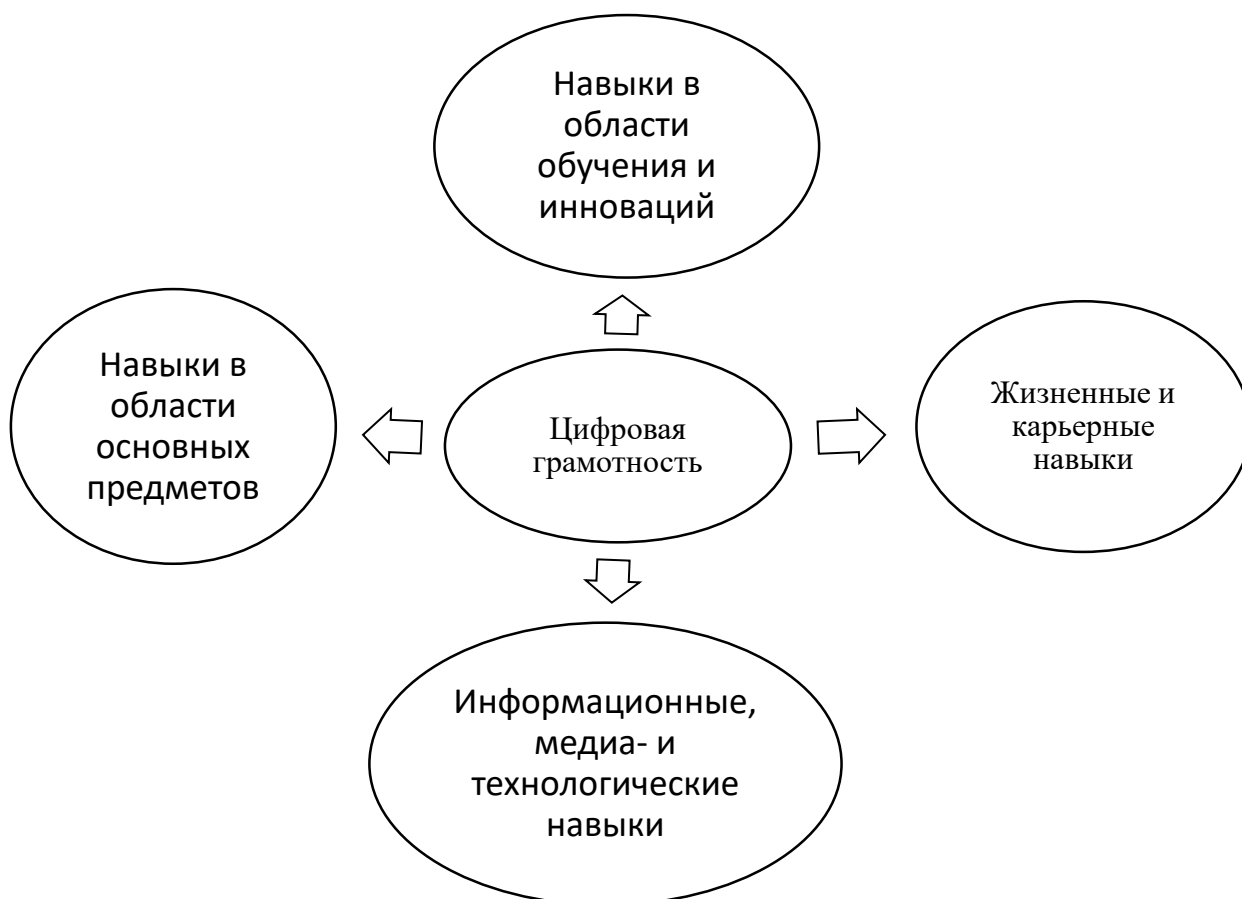 Навыки в
области
обучения и
инноваций
Навыки в
области
основных
предметов
Цифровая
грамотность
Жизненные и
карьерные
навыки
Информационные,
медиа- и
технологические
навыки